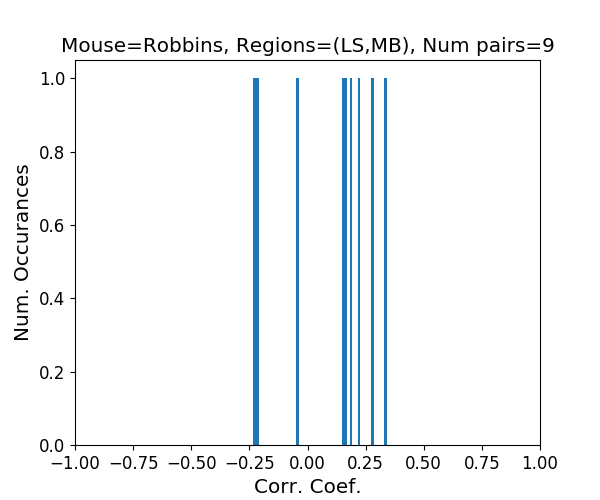 Mouse=Robbins, Regions=(LS,MB), Num pairs=9
1.0
0.8
0.6
0.4
0.2
0.0
Num. Occurances
−1.00 −0.75 −0.50 −0.25 0.00 0.25 0.50 0.75 1.00
Corr. Coef.